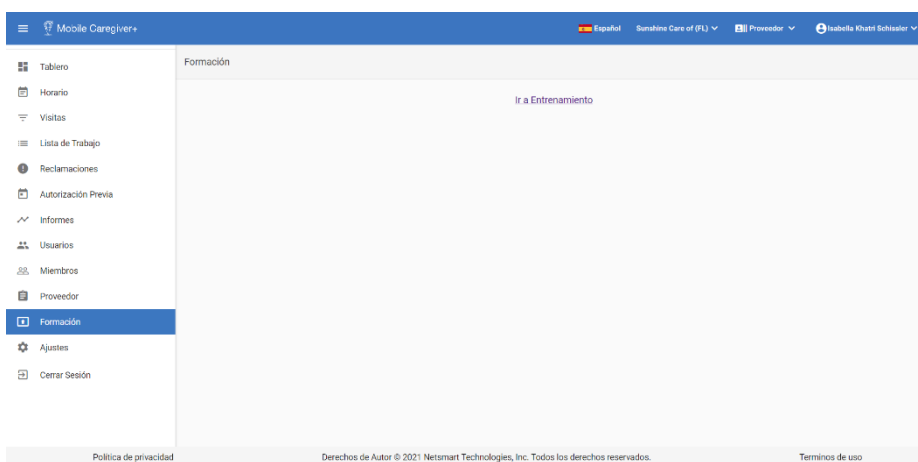 Mobile Caregiver+
Español Sunshine Care of (FL) Proveedor Isabella Khatri Schissler
Tablero
Horario
Visitas
Lista de Trabajo
Reclamaciones
Autorización Previa
Informes
Usuarios
Miembros
Proveedor
Formación
Ajustes
Cerrar Sesión
Formación
Ir a Entrenamiento
Política de privacidad
Derechos de Autor © 2021 Netsmart Technologies, Inc. Todos los derechos reservados.
Terminos de uso